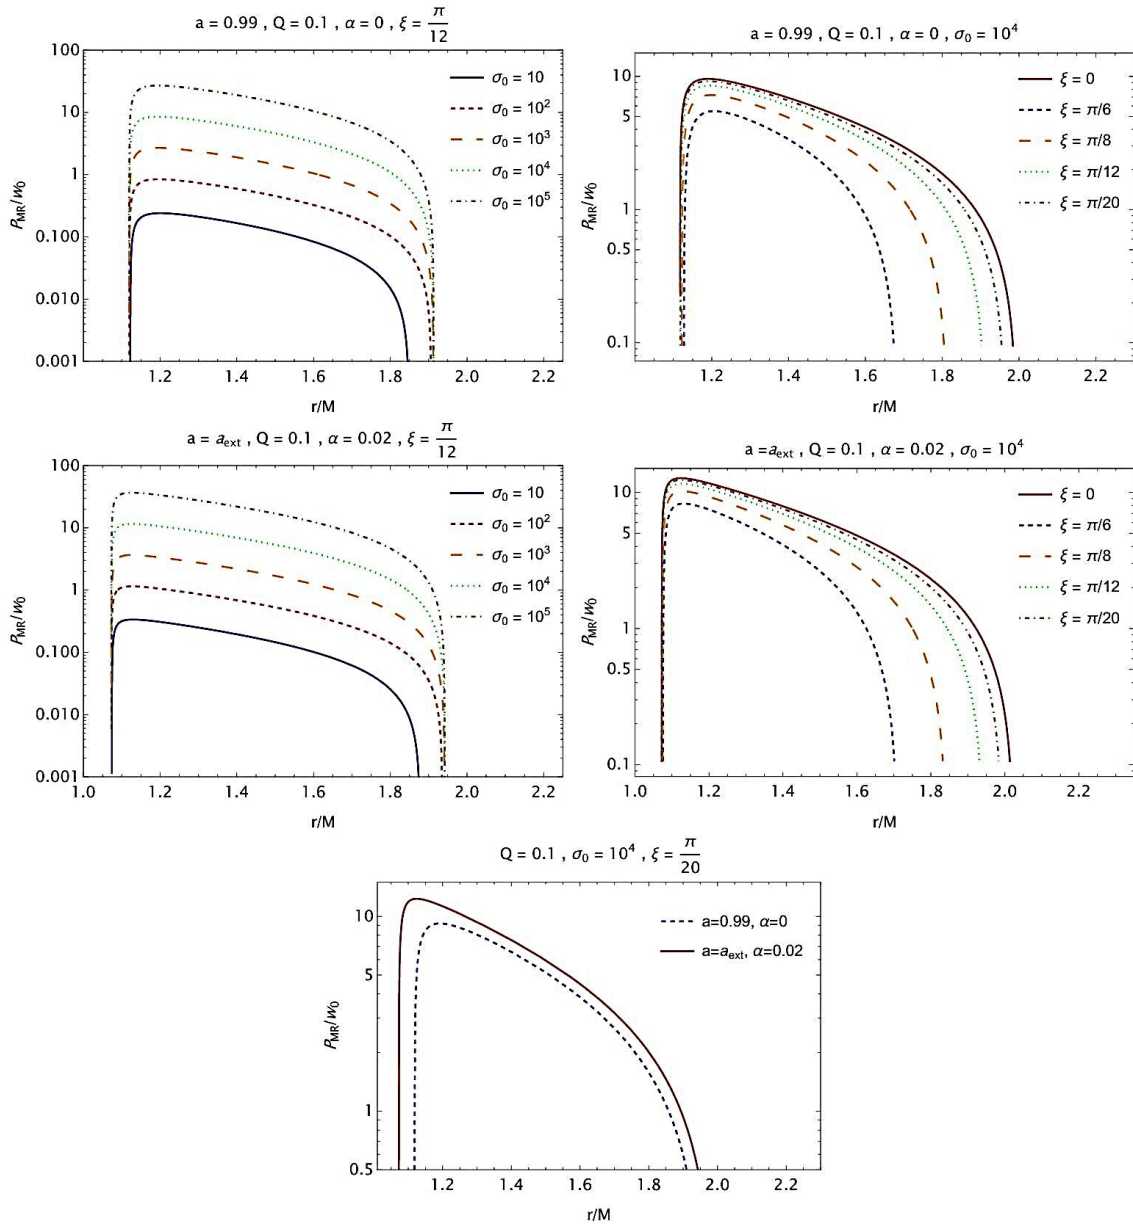 a = 0.99 , Q = 0.1 , α = 0 , ξ = π/12
100
10
1
0.100
0.010
0.001
P_MR/w_0
σ_0 = 10
σ_0 = 10^2
σ_0 = 10^3
σ_0 = 10^4
σ_0 = 10^5
1.0 1.2 1.4 1.6 1.8 2.0 2.2
r/M
a = 0.99 , Q = 0.1 , α = 0 , σ_0 = 10^4
10
5
1
0.5
0.1
P_MR/w_0
ξ = 0
ξ = π/6
ξ = π/8
ξ = π/12
ξ = π/20
1.2 1.4 1.6 1.8 2.0 2.2
r/M
a = a_ext , Q = 0.1 , α = 0.02 , ξ = π/12
100
10
1
0.100
0.010
0.001
P_MR/w_0
σ_0 = 10
σ_0 = 10^2
σ_0 = 10^3
σ_0 = 10^4
σ_0 = 10^5
1.0 1.2 1.4 1.6 1.8 2.0 2.2
r/M
a=a_ext , Q = 0.1 , α = 0.02 , σ_0 = 10^4
10
5
1
0.5
0.1
P_MR/w_0
ξ = 0
ξ = π/6
ξ = π/8
ξ = π/12
ξ = π/20
1.0 1.2 1.4 1.6 1.8 2.0 2.2
r/M
Q = 0.1 , σ_0 = 10^4 , ξ = π/20
10
5
1
0.5
P_MR/w_0
a=0.99, α=0
a=a_ext, α=0.02
1.2 1.4 1.6 1.8 2.0 2.2
r/M